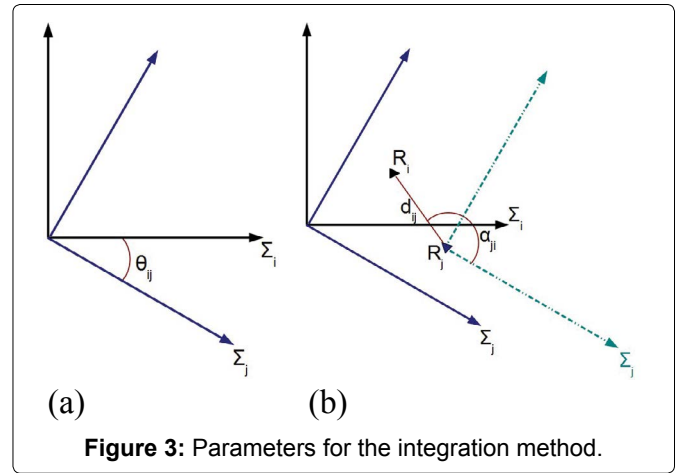 Σi
θij
Σj
(a)
Ri
dij
Σi
αji
Rj
Σj
Σj
(b)
Figure 3: Parameters for the integration method.